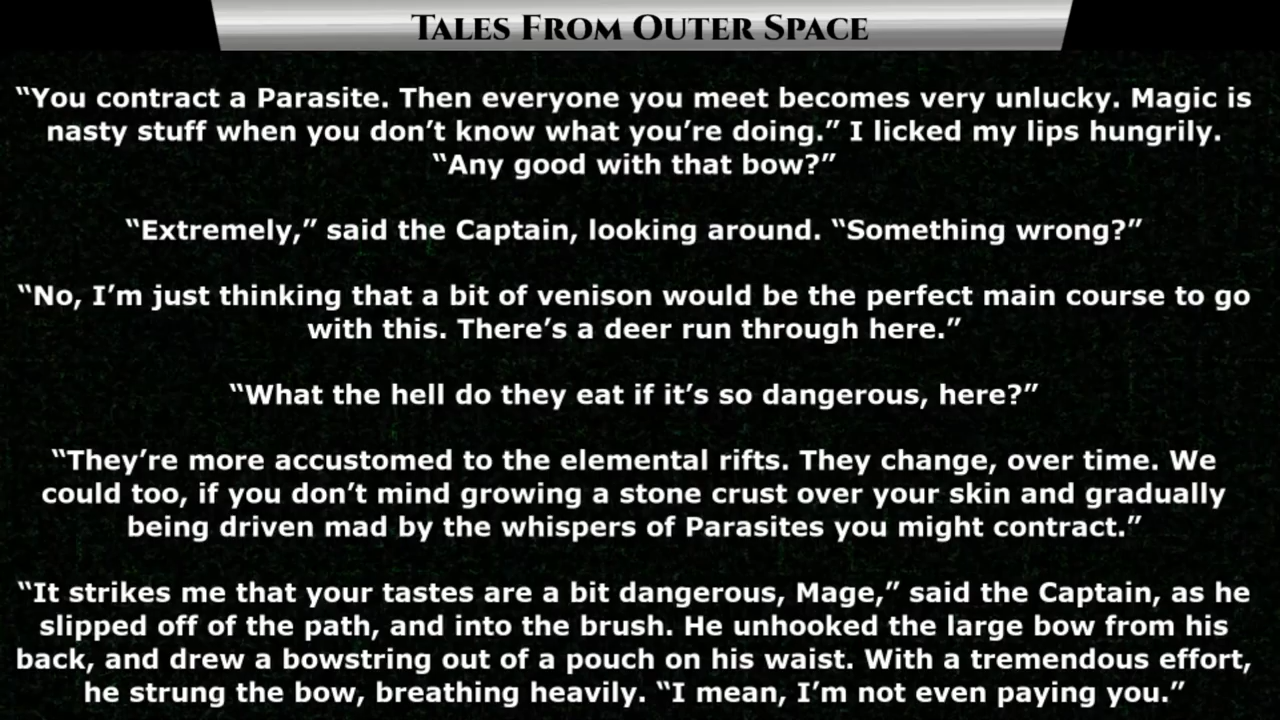 Tales From Outer Space
“You contract a Parasite. Then everyone you meet becomes very unlucky. Magic is
nasty stuff when you don’t know what you’re doing.” I licked my lips hungrily.
“Any good with that bow?”
“Extremely,” said the Captain, looking around. “Something wrong?”
“No, I’m just thinking that a bit of venison would be the perfect main course to go
with this. There’s a deer run through here.”
“What the hell do they eat if it’s so dangerous, here?”
“They’re more accustomed to the elemental rifts. They change, over time. We
could too, if you don’t mind growing a stone crust over your skin and gradually
being driven mad by the whispers of Parasites you might contract.”
“It strikes me that your tastes are a bit dangerous, Mage,” said the Captain, as he
slipped off of the path, and into the brush. He unhooked the large bow from his
back, and drew a bowstring out of a pouch on his waist. With a tremendous effort,
he strung the bow, breathing heavily. “I mean, I’m not even paying you.”